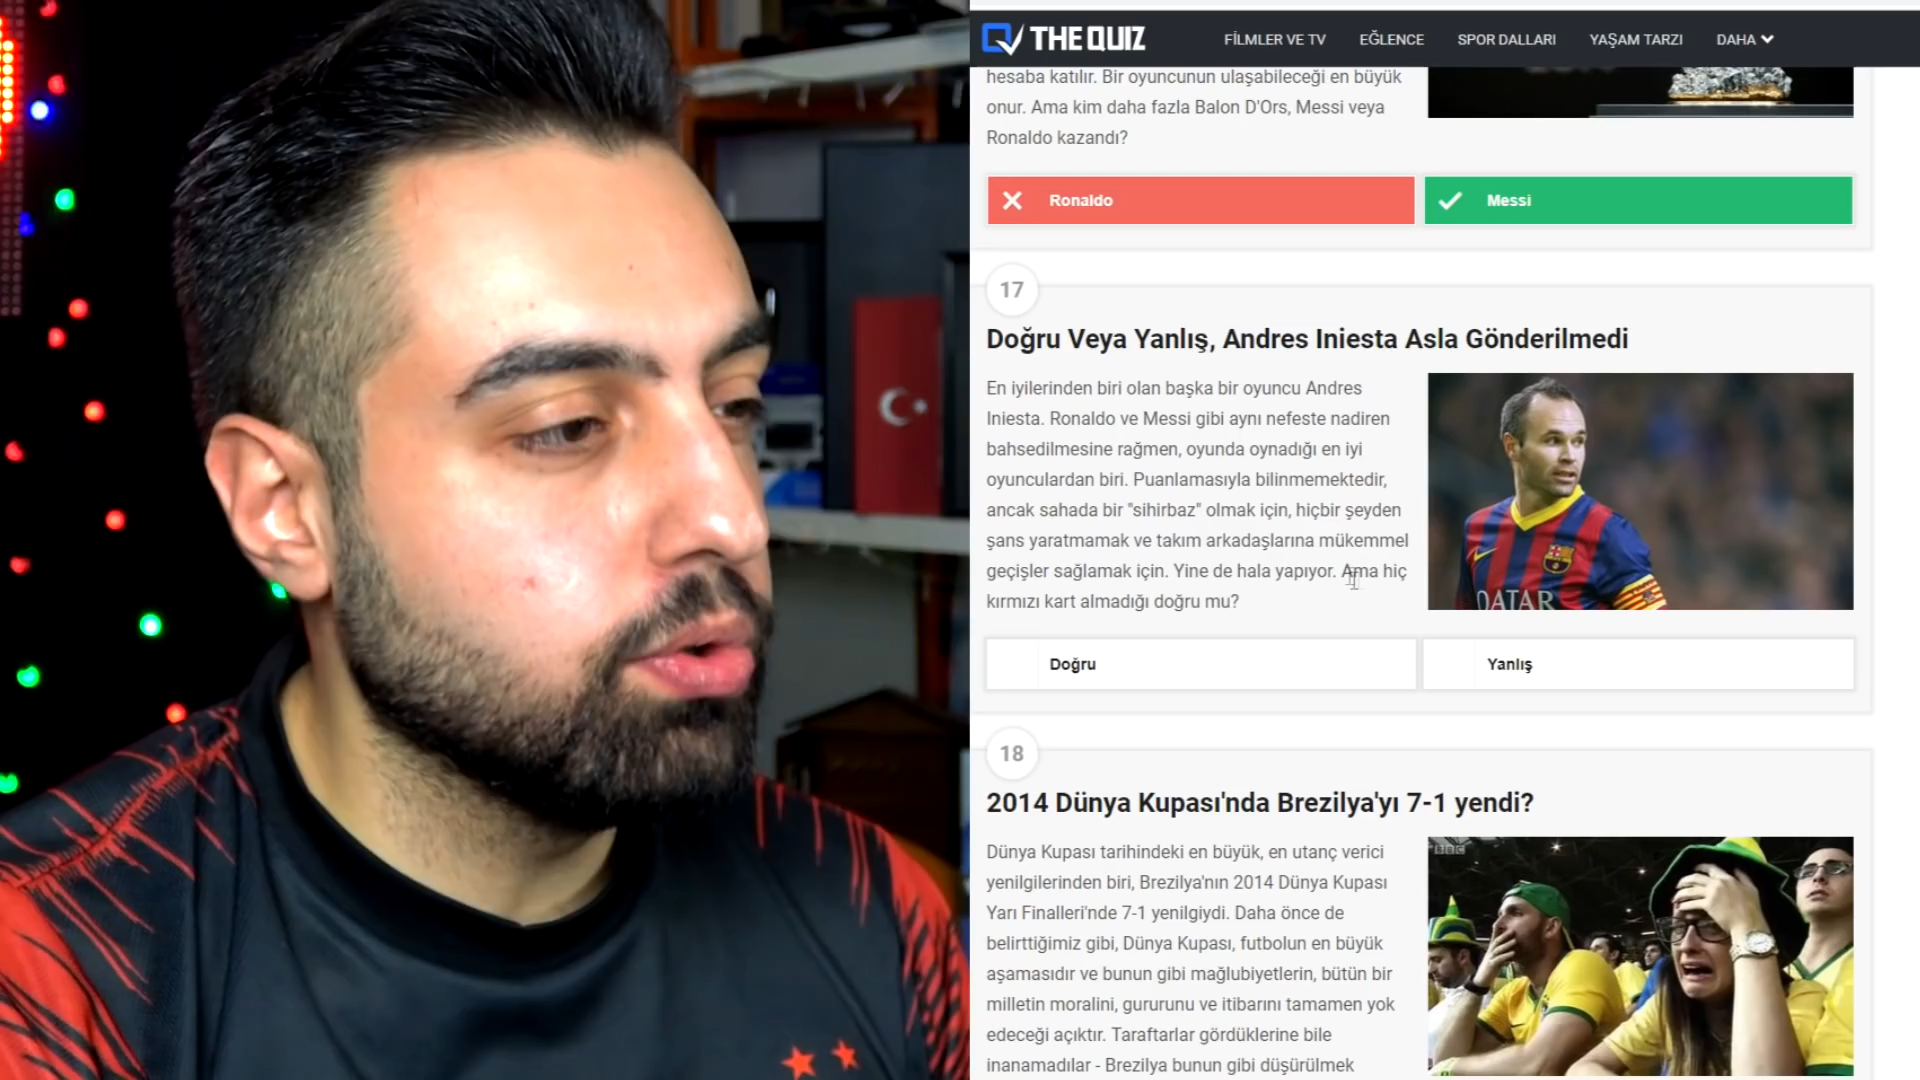 THE QUIZ
FİLMLER VE TV
EĞLENCE
SPOR DALLARI
YAŞAM TARZI
DAHA
hesaba katılır. Bir oyuncunun ulaşabileceği en büyük
onur. Ama kim daha fazla Balon D'Ors, Messi veya
Ronaldo kazandı?
Ronaldo
Messi
17
Doğru Veya Yanlış, Andres Iniesta Asla Gönderilmedi
En iyilerinden biri olan başka bir oyuncu Andres
Iniesta. Ronaldo ve Messi gibi aynı nefeste nadiren
bahsedilmesine rağmen, oyunda oynadığı en iyi
oyunculardan biri. Puanlamasıyla bilinmemektedir,
ancak sahada bir "sihirbaz" olmak için, hiçbir şeyden
şans yaratmamak ve takım arkadaşlarına mükemmel
geçişler sağlamak için. Yine de hala yapıyor. Ama hiç
kırmızı kart almadığı doğru mu?
QATAR
Doğru
Yanlış
18
2014 Dünya Kupası'nda Brezilya'yı 7-1 yendi?
Dünya Kupası tarihindeki en büyük, en utanç verici
yenilgilerinden biri, Brezilya'nın 2014 Dünya Kupası
Yarı Finalleri'nde 7-1 yenilgiydi. Daha önce de
belirttiğimiz gibi, Dünya Kupası, futbolun en büyük
aşamasıdır ve bunun gibi mağlubiyetlerin, bütün bir
milletin moralini, gururunu ve itibarını tamamen yok
edeceği açıktır. Taraftarlar gördüklerine bile
inanamadılar - Brezilya bunun gibi düşürülmek
BBC